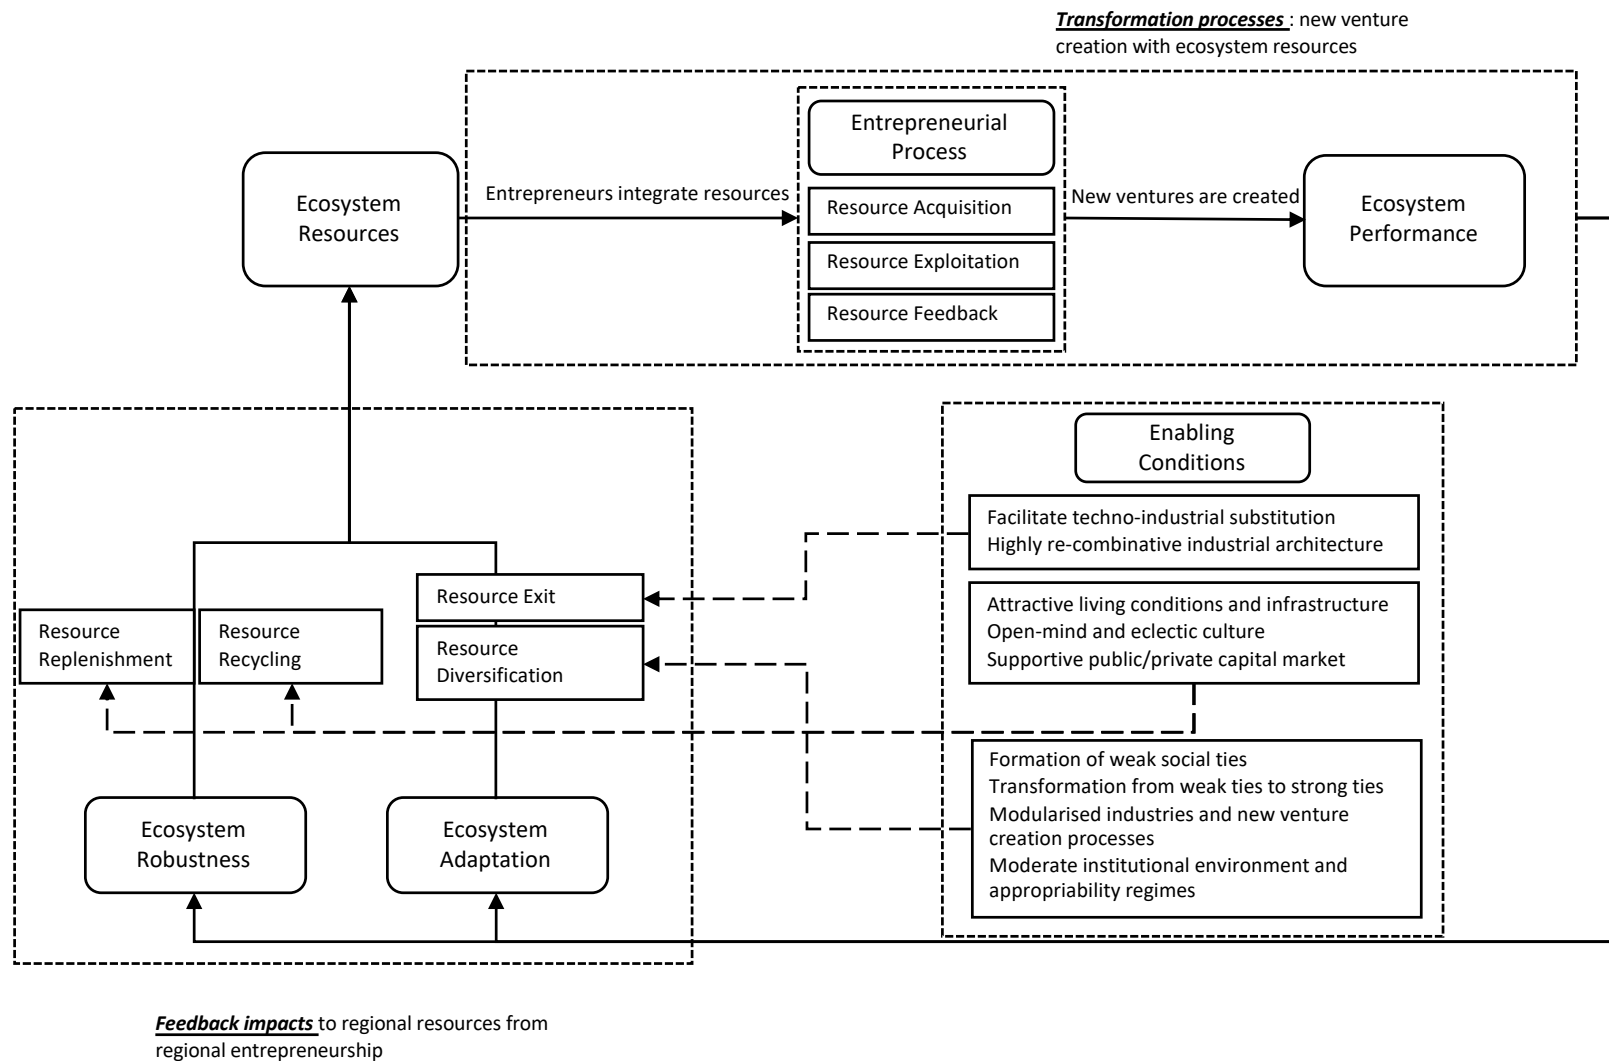 Transformation processes : new venture
creation with ecosystem resources
Entrepreneurial
Process
Ecosystem
Resources
Entrepreneurs integrate resources
Resource Acquisition
Resource Exploitation
Resource Feedback
New ventures are created
Ecosystem
Performance
Enabling
Conditions
Facilitate techno-industrial substitution
Highly re-combinative industrial architecture
Attractive living conditions and infrastructure
Open-mind and eclectic culture
Supportive public/private capital market
Formation of weak social ties
Transformation from weak ties to strong ties
Modularised industries and new venture
creation processes
Moderate institutional environment and
appropriability regimes
Resource
Replenishment
Resource
Recycling
Resource Exit
Resource
Diversification
Ecosystem
Robustness
Ecosystem
Adaptation
Feedback impacts to regional resources from
regional entrepreneurship